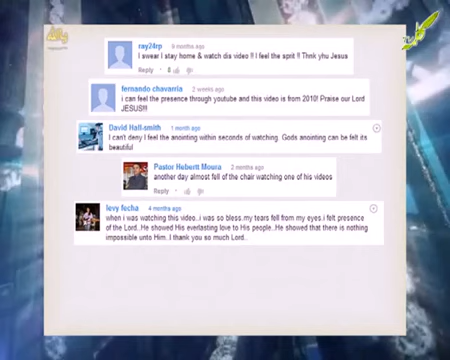 ray24rp 9 months ago
I swear I stay home & watch dis video !! I feel the sprit !! Thnk yhu Jesus
Reply · 8
fernando chavarria 2 weeks ago
i can feel the presence through youtube and this video is from 2010! Praise our Lord
JESUS!!!
David Hall-smith 1 month ago
I can't deny I feel the anointing within seconds of watching. Gods anointing can be felt its
beautiful
Pastor Hebertt Moura 2 months ago
another day almost fell of the chair watching one of his videos
Reply ·
levy fecha 4 months ago
when i was watching this video..i was so bless.my tears fell from my eyes.i felt presence
of the Lord..He showed His everlasting love to His people..He showed that there is nothing
impossible unto Him..I thank you so much Lord..